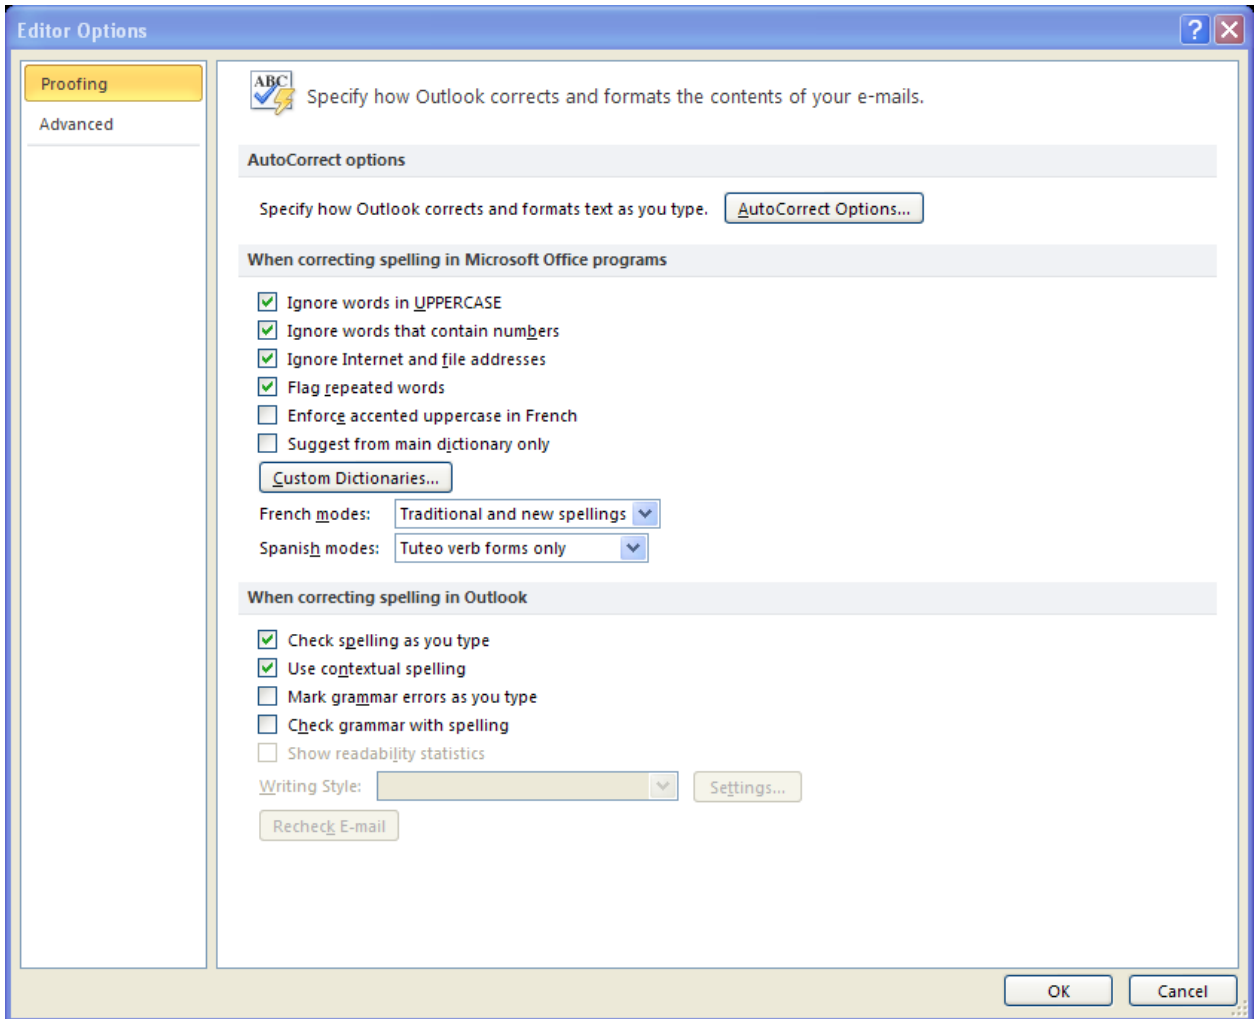 Editor Options
Proofing
Advanced
ABC
Specify how Outlook corrects and formats the contents of your e-mails.
AutoCorrect options
Specify how Outlook corrects and formats text as you type. AutoCorrect Options...
When correcting spelling in Microsoft Office programs
Ignore words in UPPERCASE
Ignore words that contain numbers
Ignore Internet and file addresses
Flag repeated words
Enforce accented uppercase in French
Suggest from main dictionary only
Custom Dictionaries...
French modes: Traditional and new spellings
Spanish modes: Tuteo verb forms only
When correcting spelling in Outlook
Check spelling as you type
Use contextual spelling
Mark grammar errors as you type
Check grammar with spelling
Show readability statistics
Writing Style: Settings...
Recheck E-mail
OK Cancel